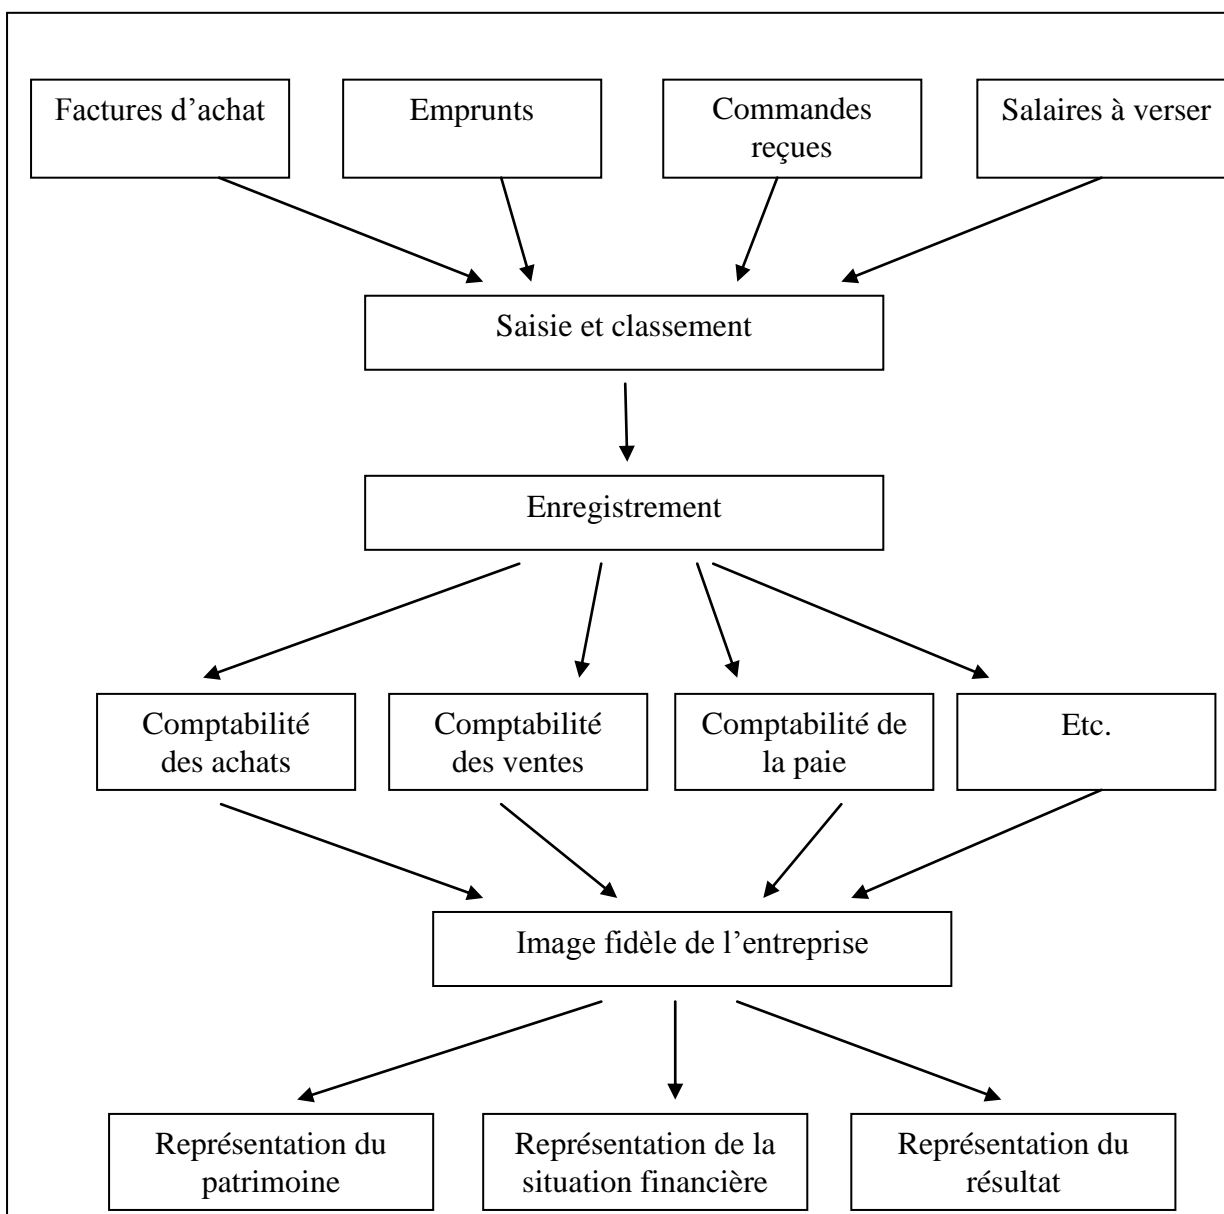 Factures d’achat
Emprunts
Commandes
reçues
Salaires à verser
Saisie et classement
Enregistrement
Comptabilité
des achats
Comptabilité
des ventes
Comptabilité de
la paie
Etc.
Image fidèle de l’entreprise
Représentation du
patrimoine
Représentation de la
situation financière
Représentation du
résultat